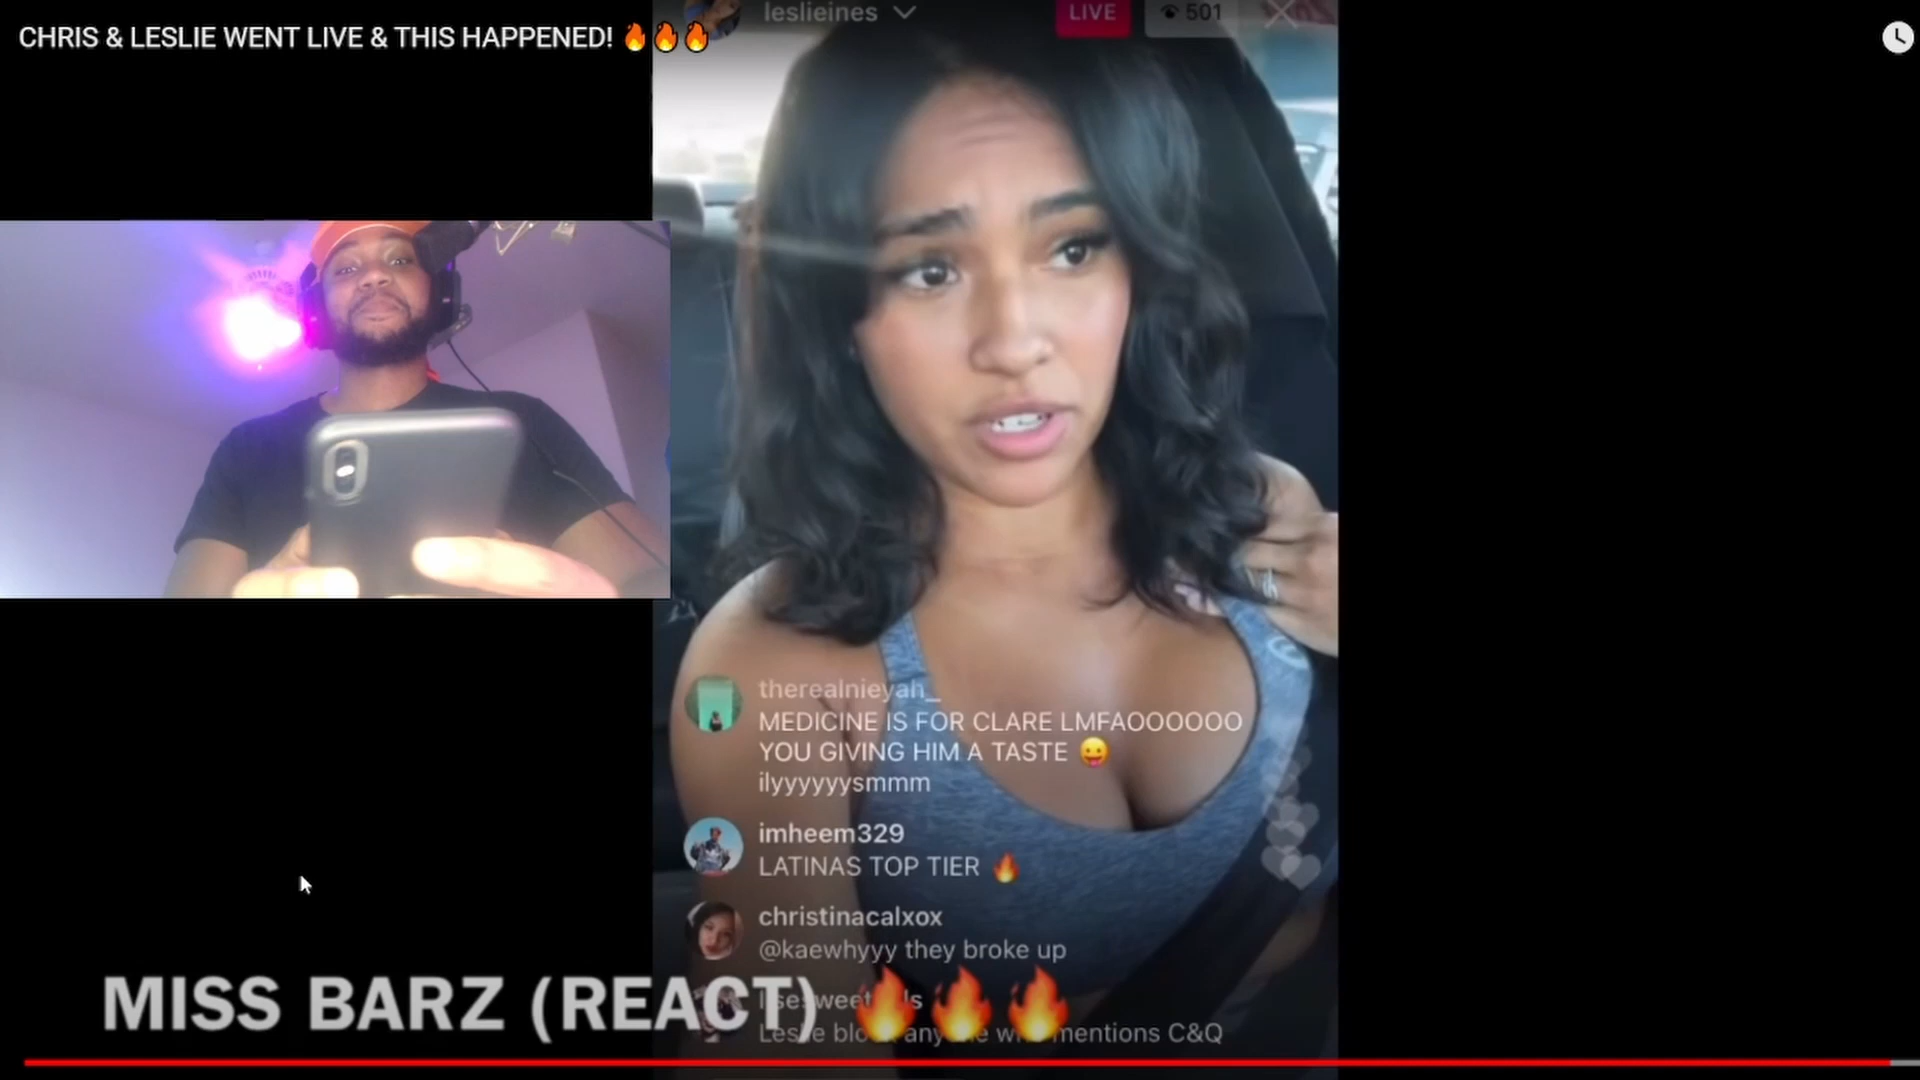 leslieines
LIVE
501
CHRIS & LESLIE WENT LIVE & THIS HAPPENED! 🔥🔥🔥
therealnieyah_
MEDICINE IS FOR CLARE LMFAOOOOOO
YOU GIVING HIM A TASTE 😛
ilyyyyyysmmm
imheem329
LATINAS TOP TIER 🔥
christinacalxox
@kaewhyyy they broke up
MISS BARZ (REACT) 🔥🔥🔥
Leslie mentions C&Q